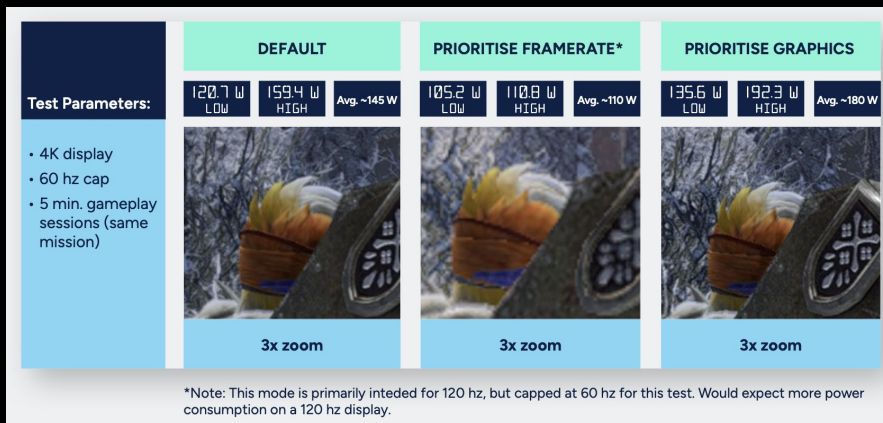 DEFAULT
PRIORITISE FRAMERATE*
PRIORITISE GRAPHICS
Test Parameters:
120.7 W
LOW
159.4 W
HIGH
Avg. ~145 W
105.2 W
LOW
110.8 W
HIGH
Avg. ~110 W
135.6 W
LOW
192.3 W
HIGH
Avg. ~180 W
• 4K display
• 60 hz cap
• 5 min. gameplay
sessions (same
mission)
3x zoom
3x zoom
3x zoom
*Note: This mode is primarily inteded for 120 hz, but capped at 60 hz for this test. Would expect more power
consumption on a 120 hz display.